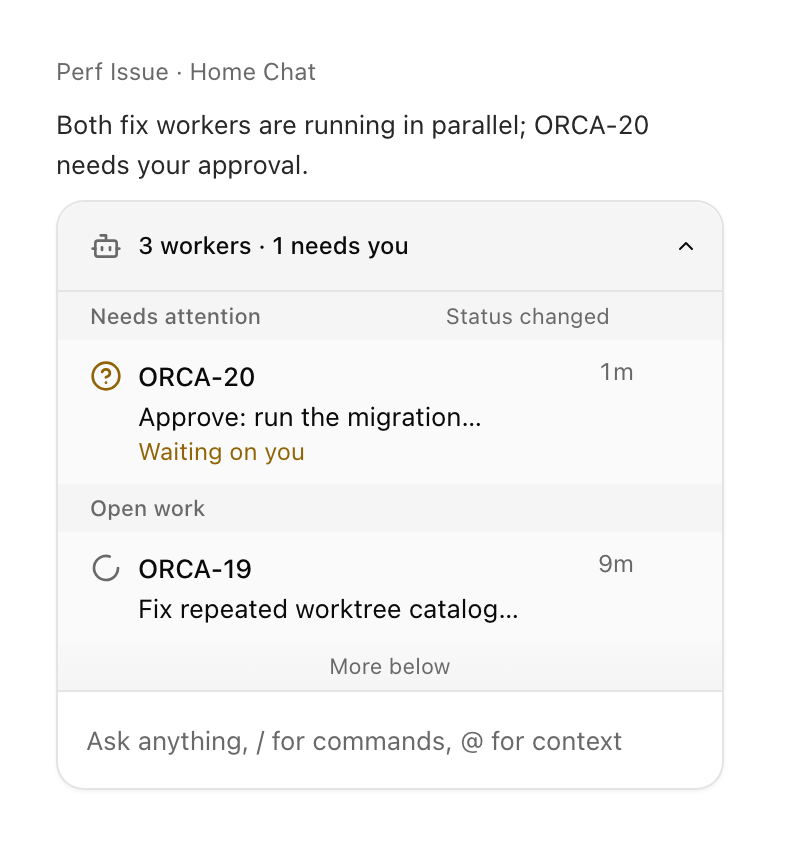 Perf Issue · Home Chat
Both fix workers are running in parallel; ORCA-20
needs your approval.
3 workers · 1 needs you
Needs attention Status changed
ORCA-20 1m
Approve: run the migration...
Waiting on you
Open work
ORCA-19 9m
Fix repeated worktree catalog...
More below
Ask anything, / for commands, @ for context